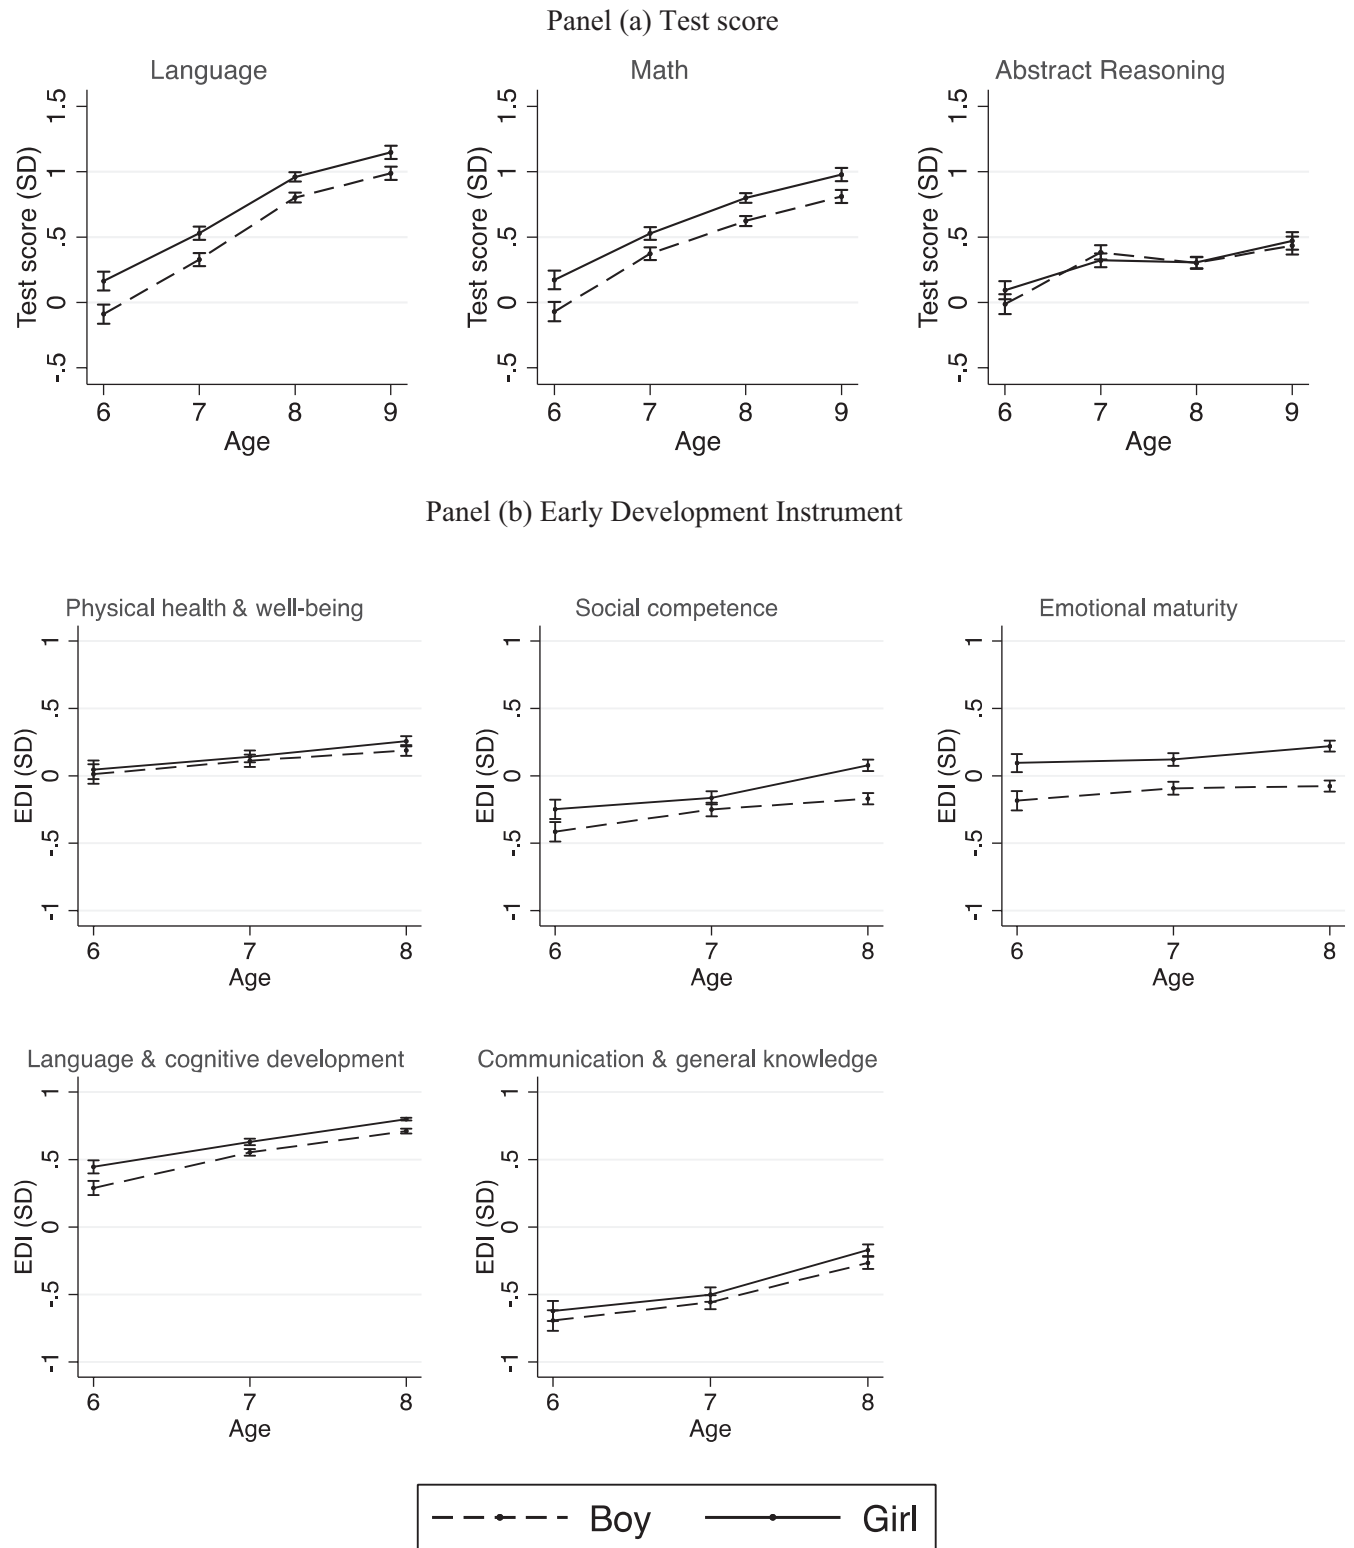 Panel (a) Test score
Language
Test score (SD)
1.5
1
.5
0
-.5
6 7 8 9
Age
Math
Test score (SD)
1.5
1
.5
0
-.5
6 7 8 9
Age
Abstract Reasoning
Test score (SD)
1.5
1
.5
0
-.5
6 7 8 9
Age
Panel (b) Early Development Instrument
Physical health & well-being
EDI (SD)
1
.5
0
-.5
-1
6 7 8
Age
Social competence
EDI (SD)
1
.5
0
-.5
-1
6 7 8
Age
Emotional maturity
EDI (SD)
1
.5
0
-.5
-1
6 7 8
Age
Language & cognitive development
EDI (SD)
1
.5
0
-.5
-1
6 7 8
Age
Communication & general knowledge
EDI (SD)
1
.5
0
-.5
-1
6 7 8
Age
Boy Girl